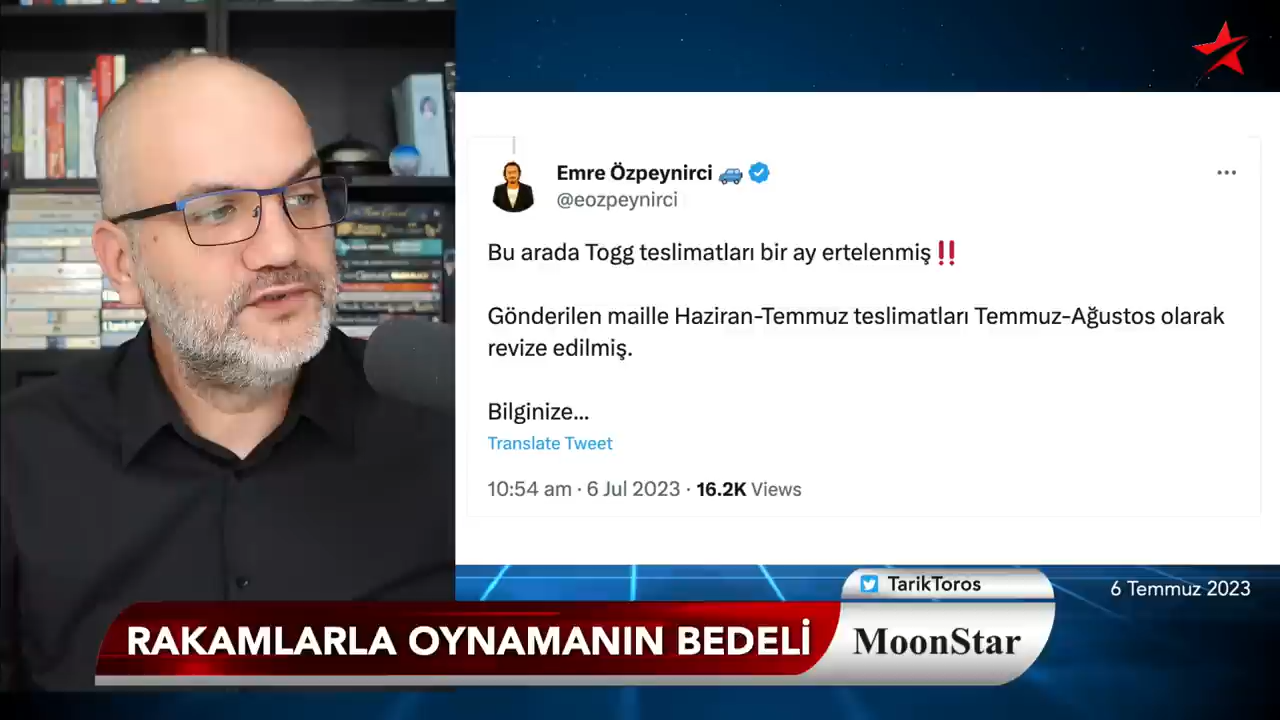 Emre Özpeynirci
@eozpeynirci
Bu arada Togg teslimatları bir ay ertelenmiş‼️
Gönderilen maille Haziran-Temmuz teslimatları Temmuz-Ağustos olarak
revize edilmiş.
Bilginize...
Translate Tweet
10:54 am · 6 Jul 2023 · 16.2K Views
TarikToros
6 Temmuz 2023
RAKAMLARLA OYNAMANIN BEDELİ
MoonStar